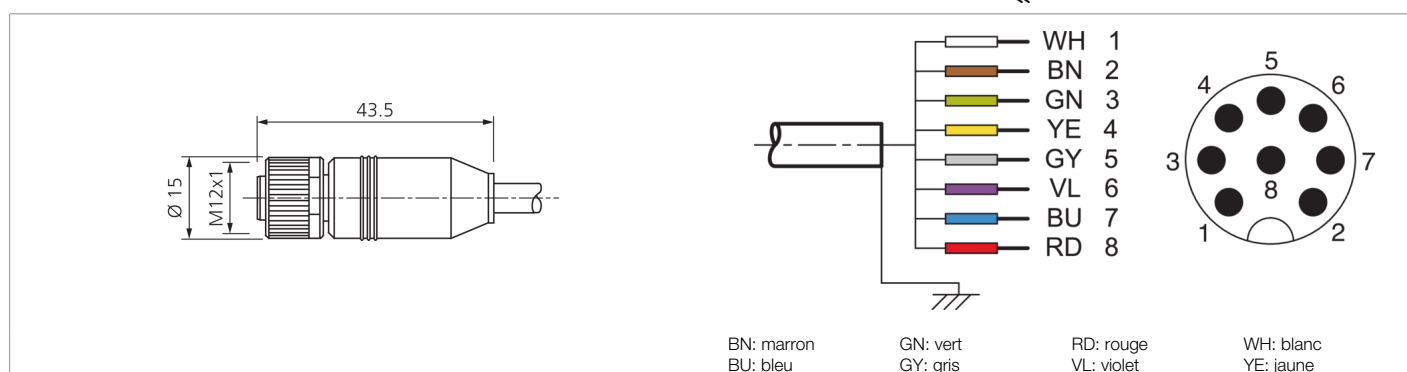 43.5
Ø 15
M12x1
WH 1
BN 2
GN 3
YE 4
GY 5
VL 6
BU 7
RD 8
5
4 6
3 7
8
1 2
BN: marron GN: vert RD: rouge WH: blanc
BU: bleu GY: gris VL: violet YE: jaune